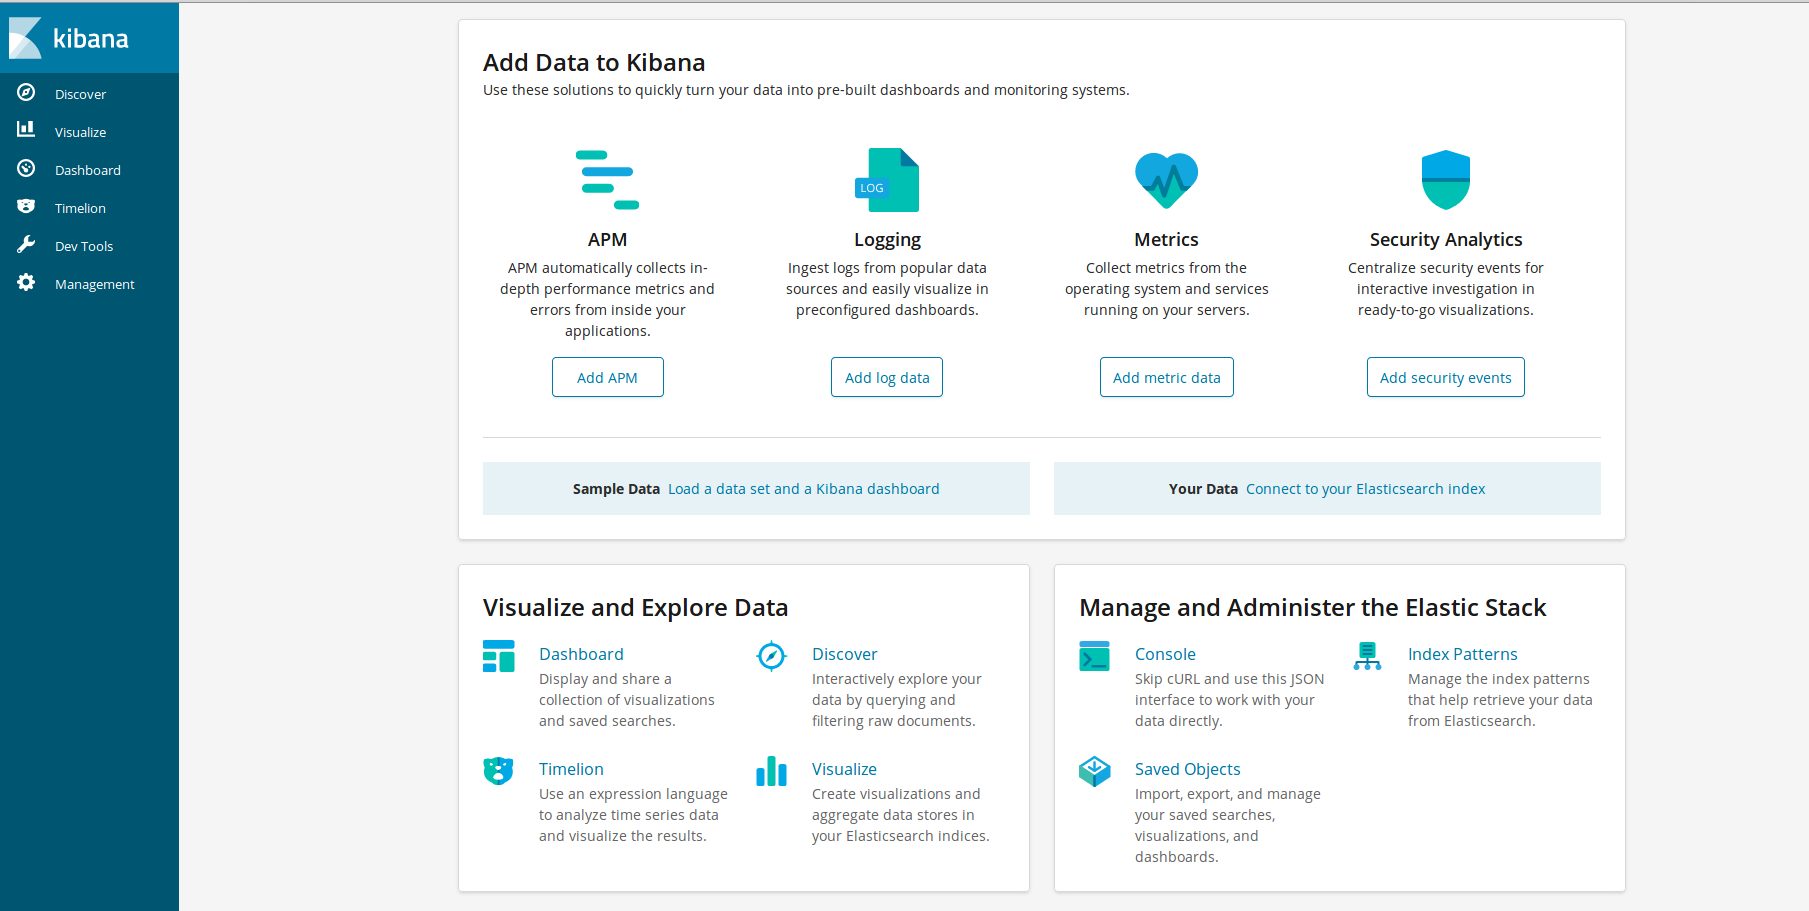 kibana
Discover
Visualize
Dashboard
Timelion
Dev Tools
Management
Add Data to Kibana
Use these solutions to quickly turn your data into pre-built dashboards and monitoring systems.
APM
APM automatically collects in-
depth performance metrics and
errors from inside your
applications.
Add APM
LOG
Logging
Ingest logs from popular data
sources and easily visualize in
preconfigured dashboards.
Add log data
Metrics
Collect metrics from the
operating system and services
running on your servers.
Add metric data
Security Analytics
Centralize security events for
interactive investigation in
ready-to-go visualizations.
Add security events
Sample Data Load a data set and a Kibana dashboard
Your Data Connect to your Elasticsearch index
Visualize and Explore Data
Dashboard
Display and share a
collection of visualizations
and saved searches.
Discover
Interactively explore your
data by querying and
filtering raw documents.
Timelion
Use an expression language
to analyze time series data
and visualize the results.
Visualize
Create visualizations and
aggregate data stores in
your Elasticsearch indices.
Manage and Administer the Elastic Stack
Console
Skip cURL and use this JSON
interface to work with your
data directly.
Index Patterns
Manage the index patterns
that help retrieve your data
from Elasticsearch.
Saved Objects
Import, export, and manage
your saved searches,
visualizations, and
dashboards.